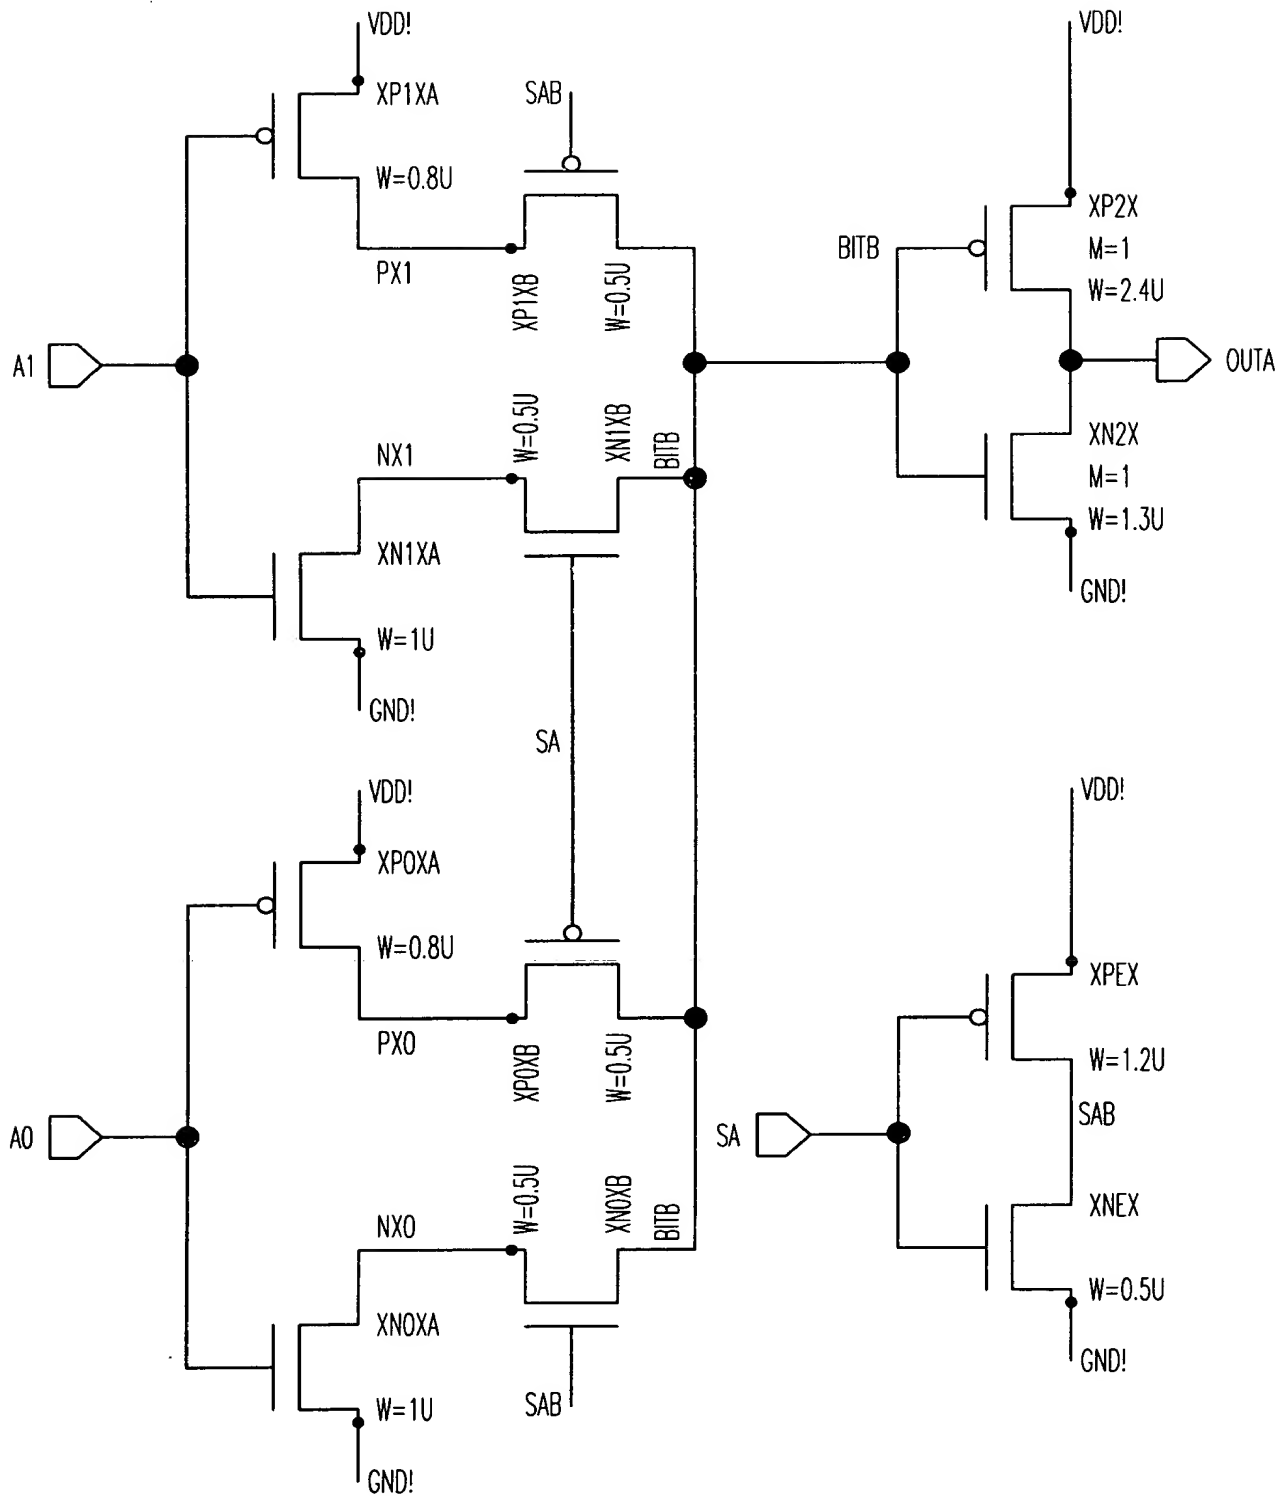 VDD!
XP1XA
W=0.8U
PX1
SAB
XP1XB
W=0.5U
A1
NX1
W=0.5U
XN1XB
BITB
XN1XA
W=1U
GND!
SA
VDD!
XP0XA
W=0.8U
PX0
XP0XB
W=0.5U
A0
NX0
W=0.5U
XN0XB
BITB
XN0XA
W=1U
GND!
SAB
VDD!
XP2X
M=1
W=2.4U
BITB
OUTA
XN2X
M=1
W=1.3U
GND!
VDD!
XPEX
W=1.2U
SAB
SA
XNEX
W=0.5U
GND!